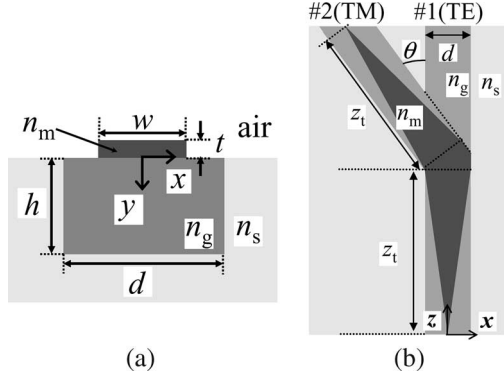 #2(TM)
#1(TE)
θ
d
n_g
n_s
w
air
n_m
t
n_m
z_t
x
h
y
n_g
n_s
z_t
d
z
x
(a)
(b)